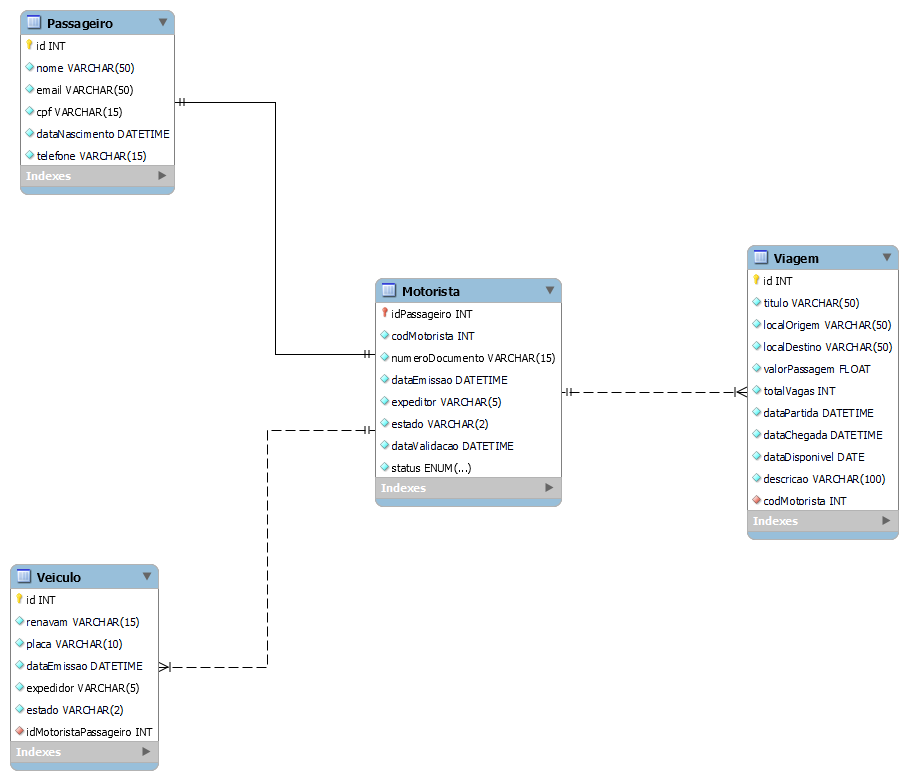 Passageiro
id INT
nome VARCHAR(50)
email VARCHAR(50)
cpf VARCHAR(15)
dataNascimento DATETIME
telefone VARCHAR(15)
Indexes
Motorista
idPassageiro INT
codMotorista INT
numeroDocumento VARCHAR(15)
dataEmissao DATETIME
expeditor VARCHAR(5)
estado VARCHAR(2)
dataValidacao DATETIME
status ENUM(...)
Indexes
Viagem
id INT
titulo VARCHAR(50)
localOrigem VARCHAR(50)
localDestino VARCHAR(50)
valorPassagem FLOAT
totalVagas INT
dataPartida DATETIME
dataChegada DATETIME
dataDisponivel DATE
descricao VARCHAR(100)
codMotorista INT
Indexes
Veiculo
id INT
renavam VARCHAR(15)
placa VARCHAR(10)
dataEmissao DATETIME
expedidor VARCHAR(5)
estado VARCHAR(2)
idMotoristaPassageiro INT
Indexes